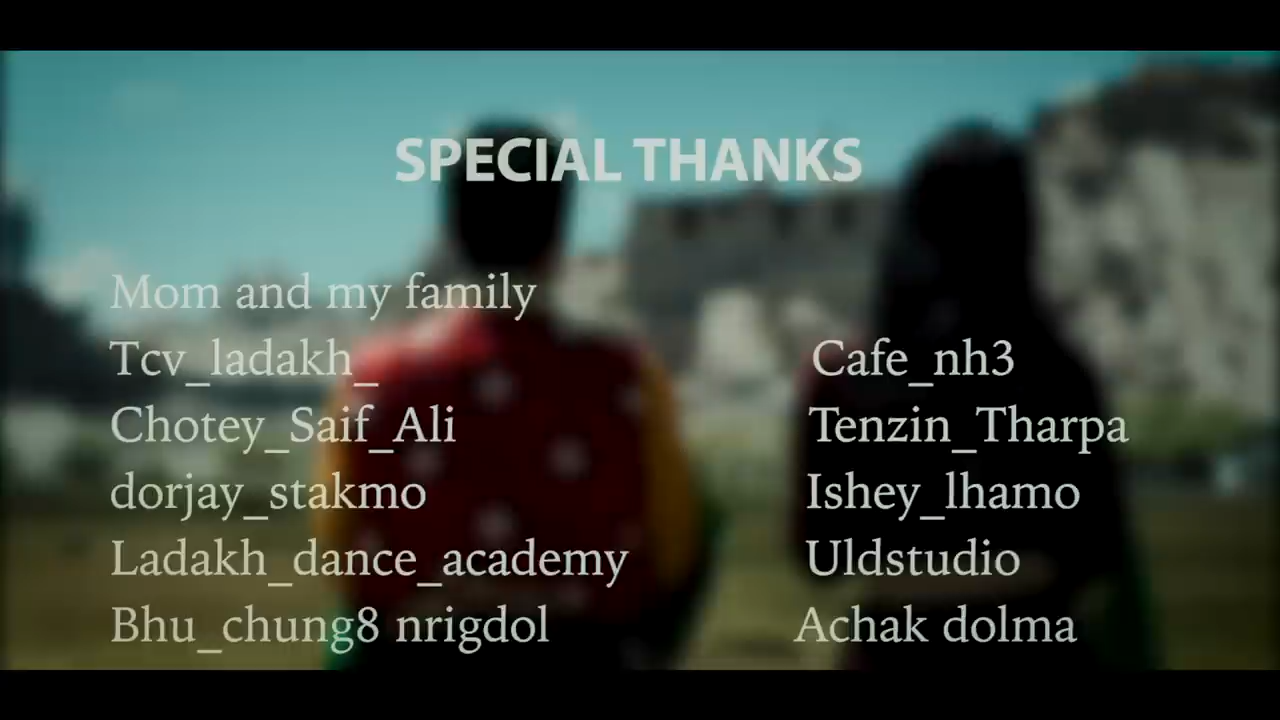 SPECIAL THANKS
Mom and my family
Tcv_ladakh_
Chotey_Saif_Ali
dorjay_stakmo
Ladakh_dance_academy
Bhu_chung8 nrigdol
Cafe_nh3
Tenzin_Tharpa
Ishey_lhamo
Uldstudio
Achak dolma